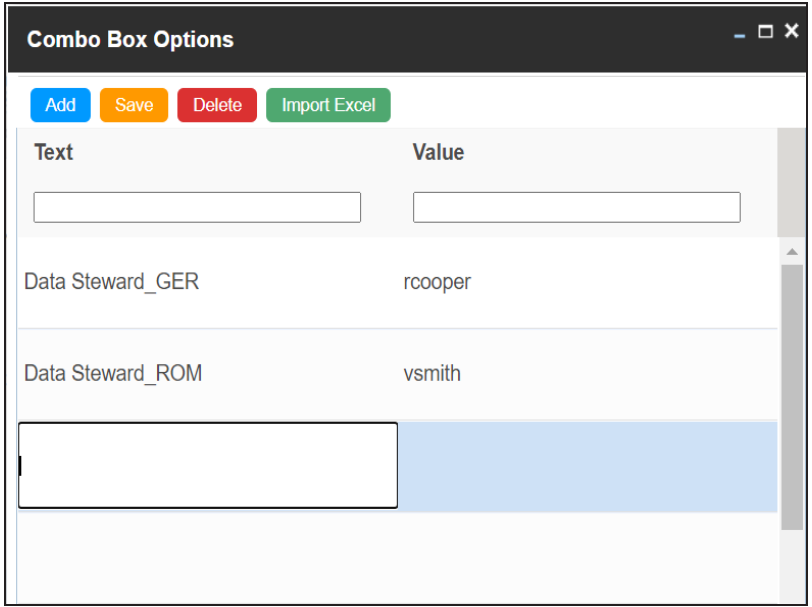 Combo Box Options
Add Save Delete Import Excel
Text Value
Data Steward_GER rcooper
Data Steward_ROM vsmith